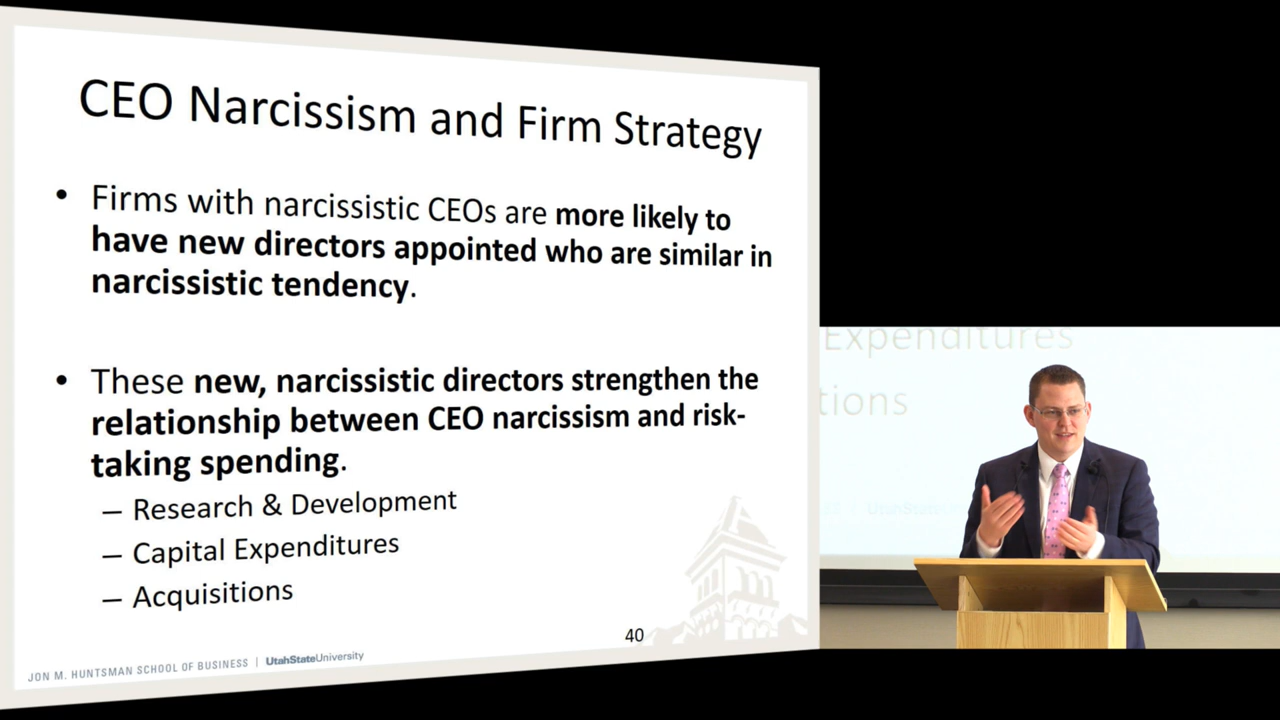 CEO Narcissism and Firm Strategy
• Firms with narcissistic CEOs are more likely to
have new directors appointed who are similar in
narcissistic tendency.
• These new, narcissistic directors strengthen the
relationship between CEO narcissism and risk-
taking spending.
– Research & Development
– Capital Expenditures
– Acquisitions
40
JON M. HUNTSMAN SCHOOL OF BUSINESS | UtahStateUniversity
Expenditures
tions